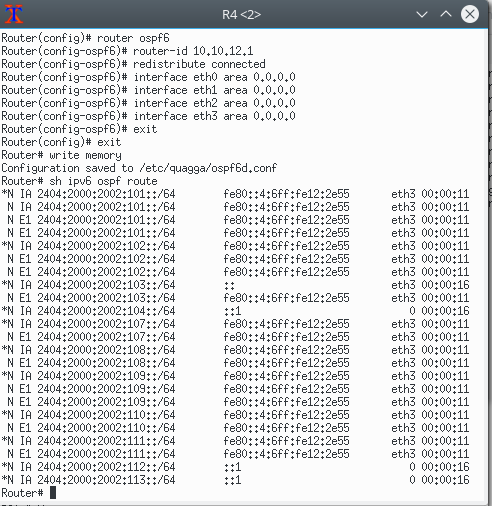 R4 <2>
Router(config)# router ospf6
Router(config-ospf6)# router-id 10.10.12.1
Router(config-ospf6)# redistribute connected
Router(config-ospf6)# interface eth0 area 0.0.0.0
Router(config-ospf6)# interface eth1 area 0.0.0.0
Router(config-ospf6)# interface eth2 area 0.0.0.0
Router(config-ospf6)# interface eth3 area 0.0.0.0
Router(config-ospf6)# exit
Router(config)# exit
Router# write memory
Configuration saved to /etc/quagga/ospf6d.conf
Router# sh ipv6 ospf route
*N IA 2404:2000:2002:101::/64 fe80::4:6ff:fe12:2e55 eth3 00:00:11
N E1 2404:2000:2002:101::/64 fe80::4:6ff:fe12:2e55 eth3 00:00:11
N E1 2404:2000:2002:101::/64 fe80::4:6ff:fe12:2e55 eth3 00:00:11
*N IA 2404:2000:2002:102::/64 fe80::4:6ff:fe12:2e55 eth3 00:00:11
N E1 2404:2000:2002:102::/64 fe80::4:6ff:fe12:2e55 eth3 00:00:11
N E1 2404:2000:2002:102::/64 fe80::4:6ff:fe12:2e55 eth3 00:00:11
*N IA 2404:2000:2002:103::/64 :: eth3 00:00:16
N E1 2404:2000:2002:103::/64 fe80::4:6ff:fe12:2e55 eth3 00:00:11
*N IA 2404:2000:2002:104::/64 ::1 0 00:00:16
*N IA 2404:2000:2002:107::/64 fe80::4:6ff:fe12:2e55 eth3 00:00:11
N E1 2404:2000:2002:107::/64 fe80::4:6ff:fe12:2e55 eth3 00:00:11
*N IA 2404:2000:2002:108::/64 fe80::4:6ff:fe12:2e55 eth3 00:00:11
N E1 2404:2000:2002:108::/64 fe80::4:6ff:fe12:2e55 eth3 00:00:11
*N IA 2404:2000:2002:109::/64 fe80::4:6ff:fe12:2e55 eth3 00:00:11
N E1 2404:2000:2002:109::/64 fe80::4:6ff:fe12:2e55 eth3 00:00:11
N E1 2404:2000:2002:109::/64 fe80::4:6ff:fe12:2e55 eth3 00:00:11
*N IA 2404:2000:2002:110::/64 fe80::4:6ff:fe12:2e55 eth3 00:00:11
N E1 2404:2000:2002:110::/64 fe80::4:6ff:fe12:2e55 eth3 00:00:11
*N IA 2404:2000:2002:111::/64 fe80::4:6ff:fe12:2e55 eth3 00:00:11
N E1 2404:2000:2002:111::/64 fe80::4:6ff:fe12:2e55 eth3 00:00:11
*N IA 2404:2000:2002:112::/64 ::1 0 00:00:16
*N IA 2404:2000:2002:113::/64 ::1 0 00:00:16
Router#